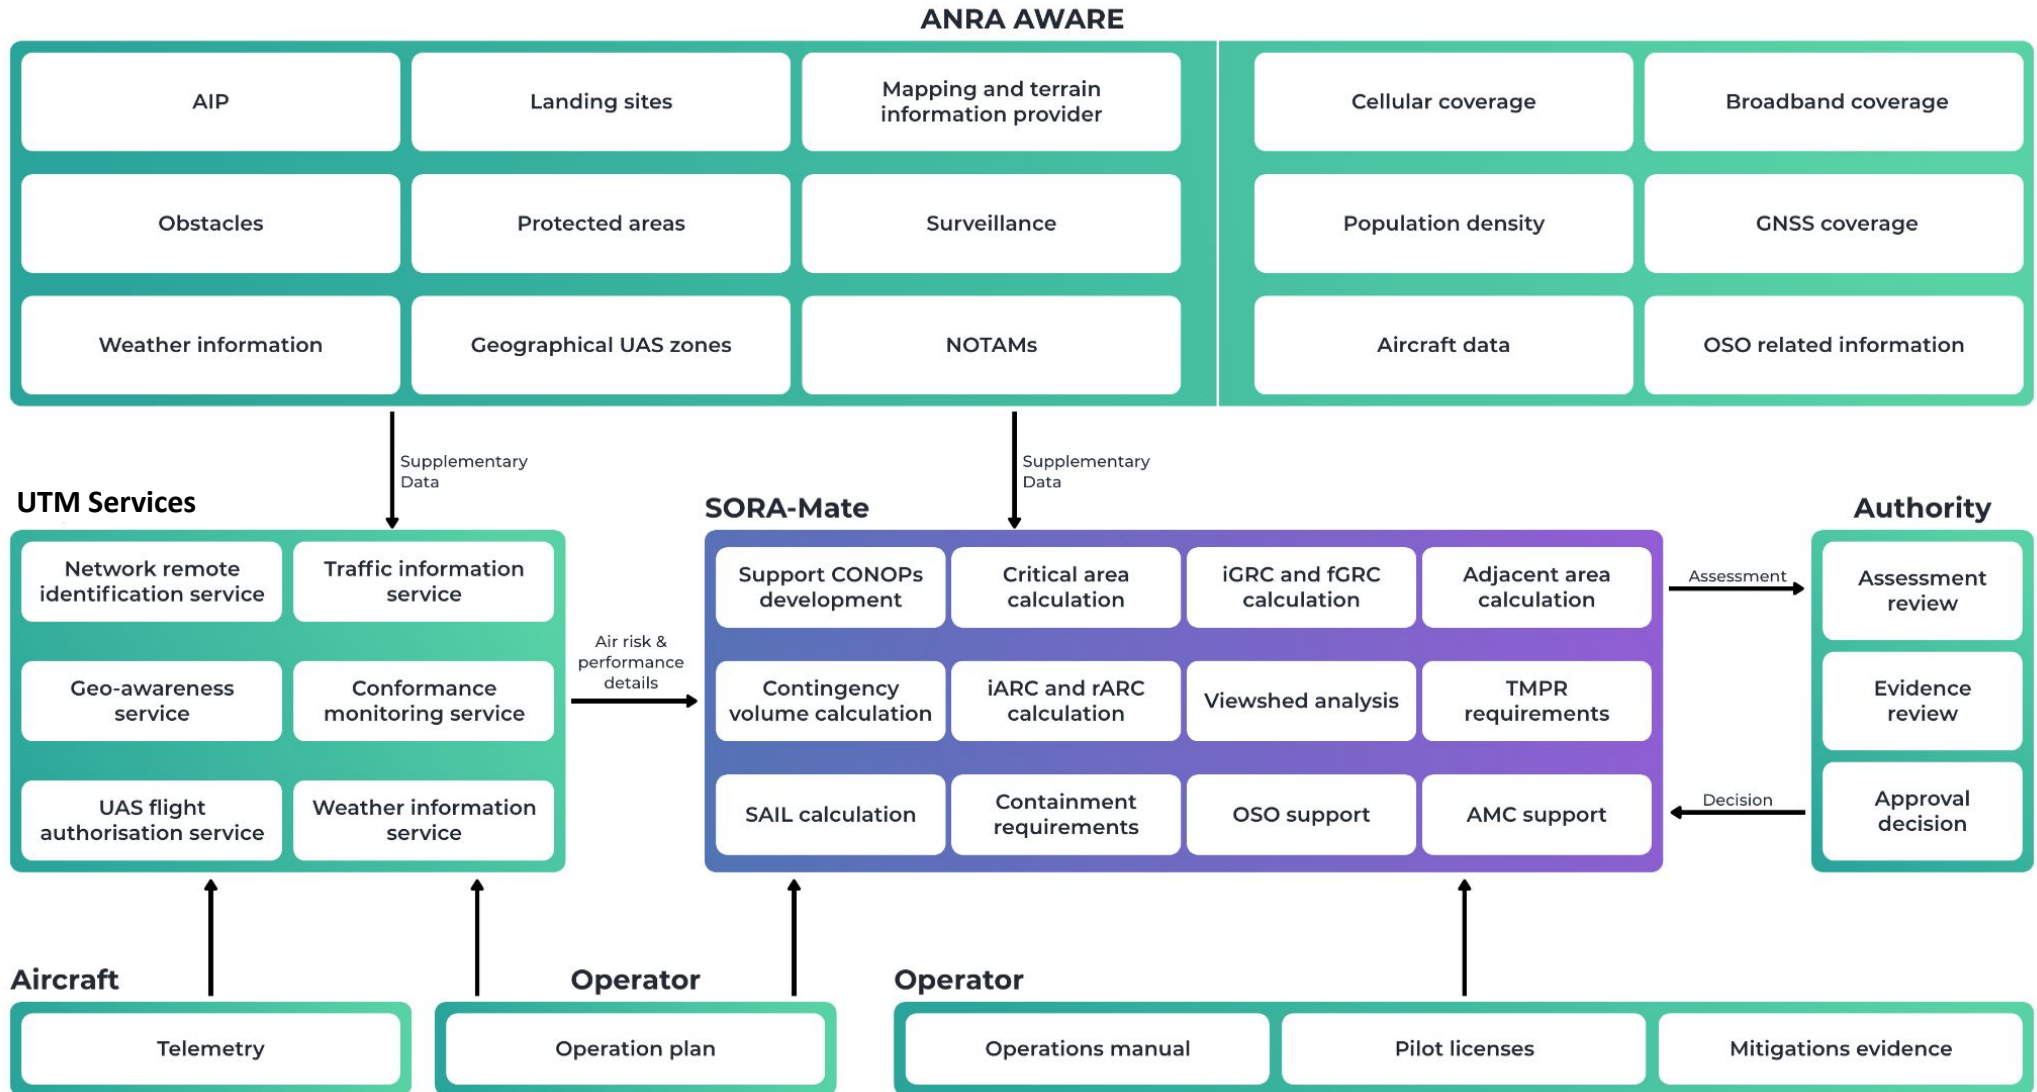 ANRA AWARE
AIP
Landing sites
Mapping and terrain
information provider
Cellular coverage
Broadband coverage
Obstacles
Protected areas
Surveillance
Population density
GNSS coverage
Weather information
Geographical UAS zones
NOTAMs
Aircraft data
OSO related information
Supplementary
Data
Supplementary
Data
UTM Services
Network remote
identification service
Traffic information
service
Geo-awareness
service
Conformance
monitoring service
UAS flight
authorisation service
Weather information
service
Air risk &
performance
details
SORA-Mate
Support CONOPs
development
Critical area
calculation
iGRC and fGRC
calculation
Adjacent area
calculation
Contingency
volume calculation
iARC and rARC
calculation
Viewshed analysis
TMPR
requirements
SAIL calculation
Containment
requirements
OSO support
AMC support
Assessment
Decision
Authority
Assessment
review
Evidence
review
Approval
decision
Aircraft
Telemetry
Operator
Operation plan
Operator
Operations manual
Pilot licenses
Mitigations evidence